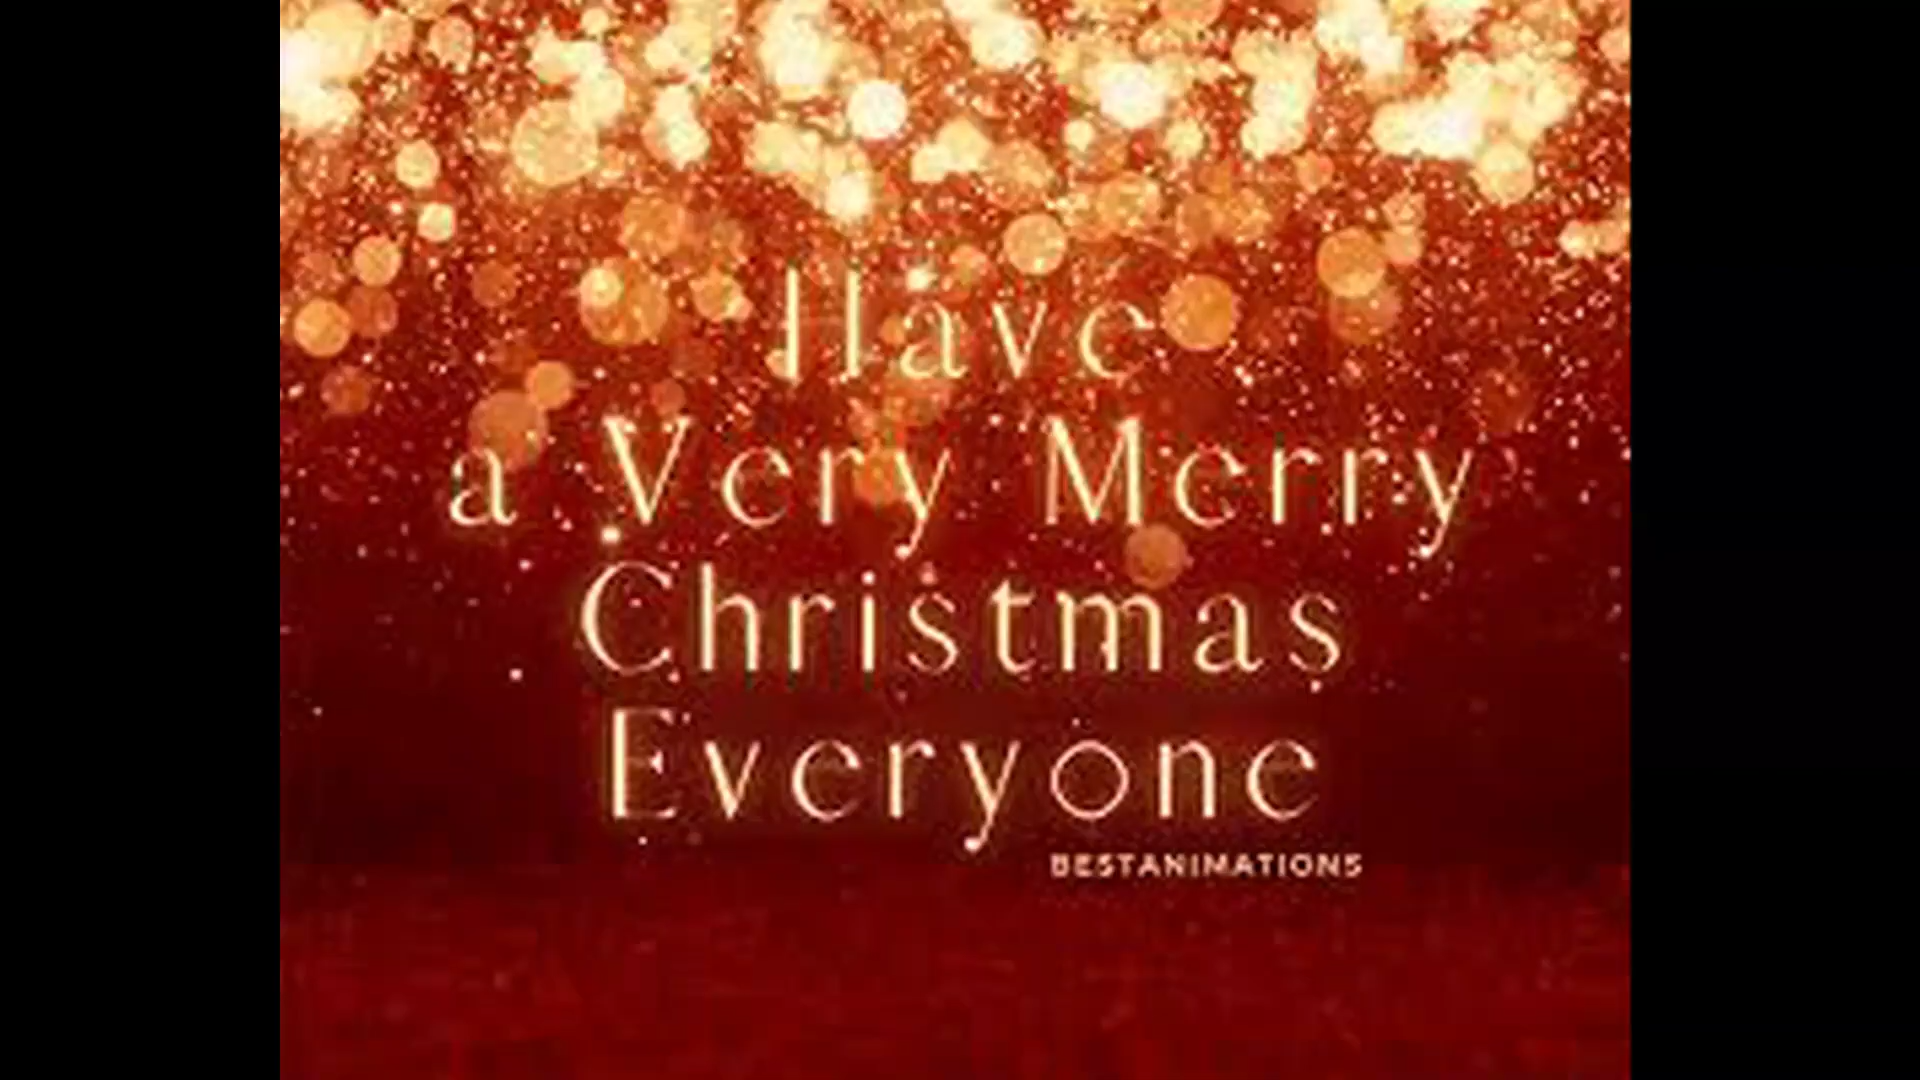 Have
a Very Merry
Christmas
Everyone
BESTANIMATIONS